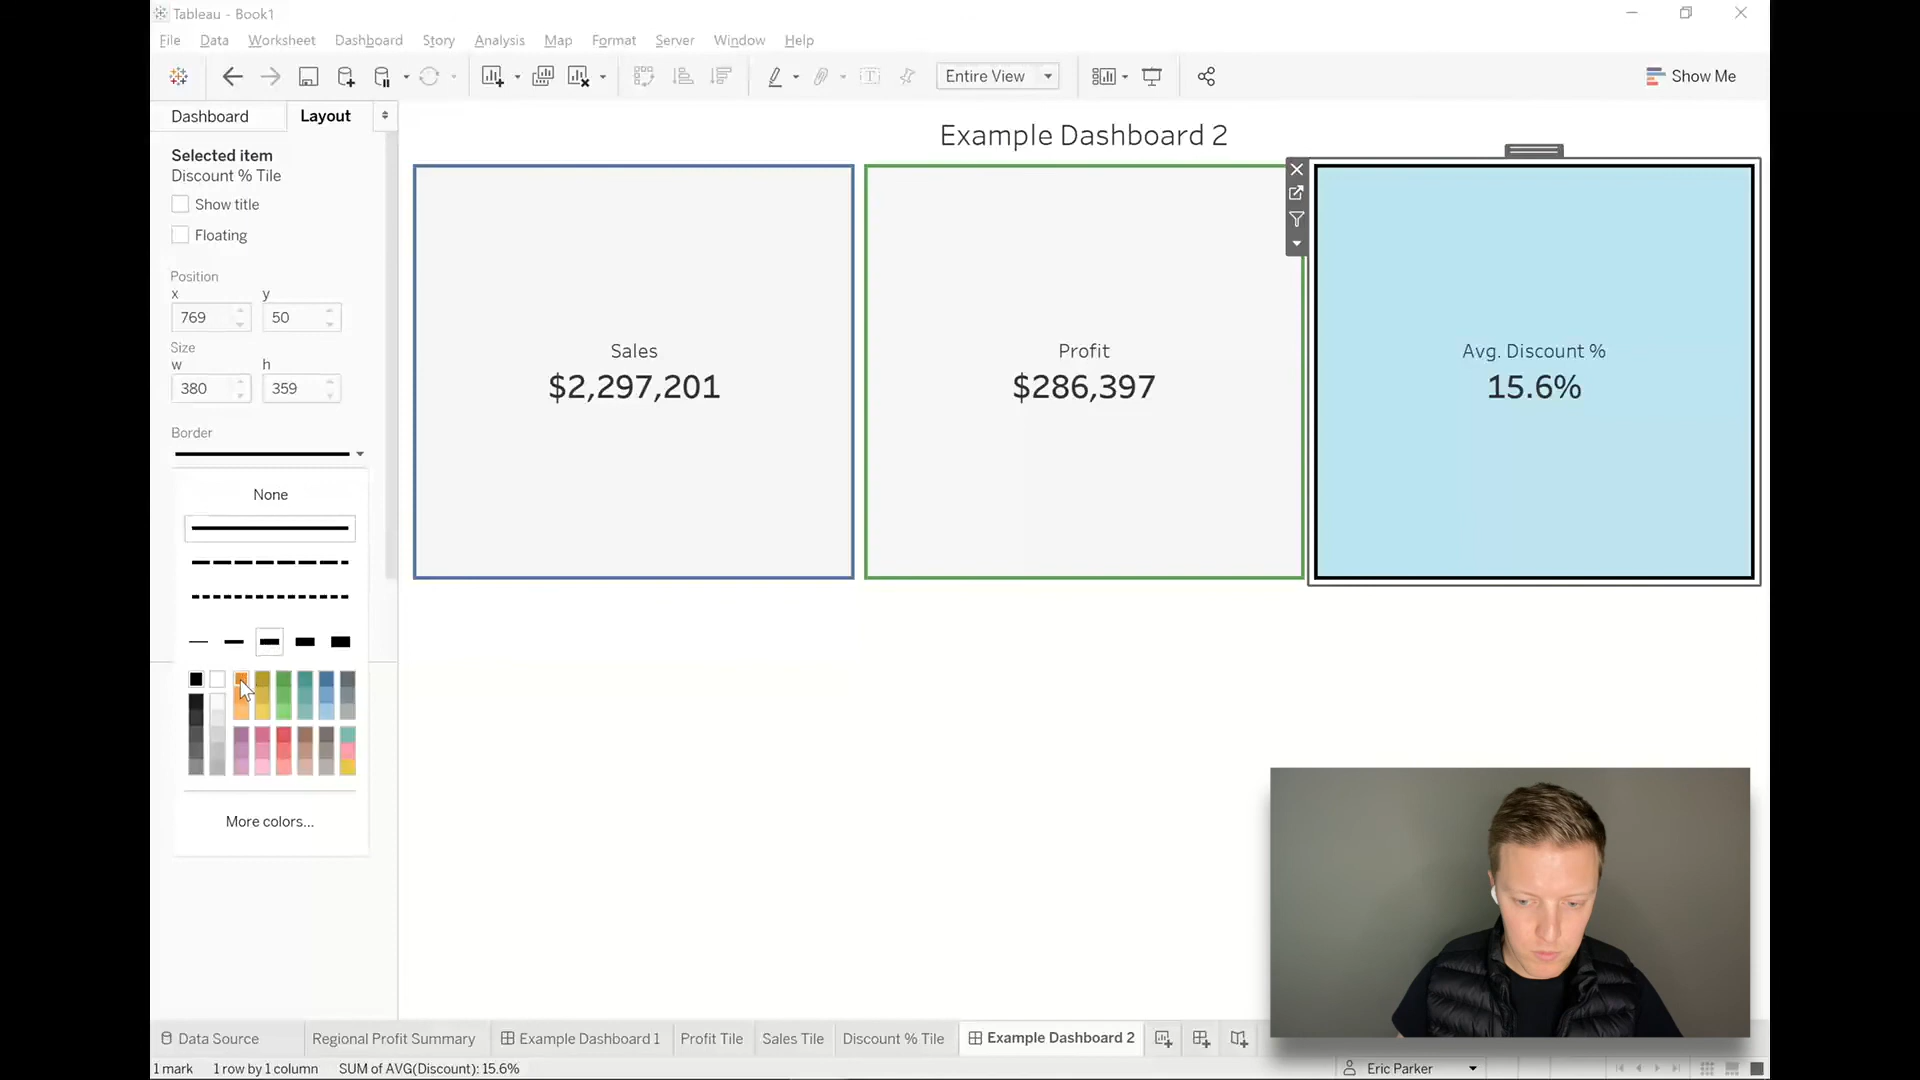 Tableau - Book1
File Data Worksheet Dashboard Story Analysis Map Format Server Window Help
Entire View
Show Me
Dashboard Layout
Selected item
Discount % Tile
Show title
Floating
Position
x y
769 50
Size
w h
380 359
Border
None
More colors...
Example Dashboard 2
Sales
$2,297,201
Profit
$286,397
Avg. Discount %
15.6%
Data Source Regional Profit Summary Example Dashboard 1 Profit Tile Sales Tile Discount % Tile Example Dashboard 2
1 mark 1 row by 1 column SUM of AVG(Discount): 15.6% Eric Parker